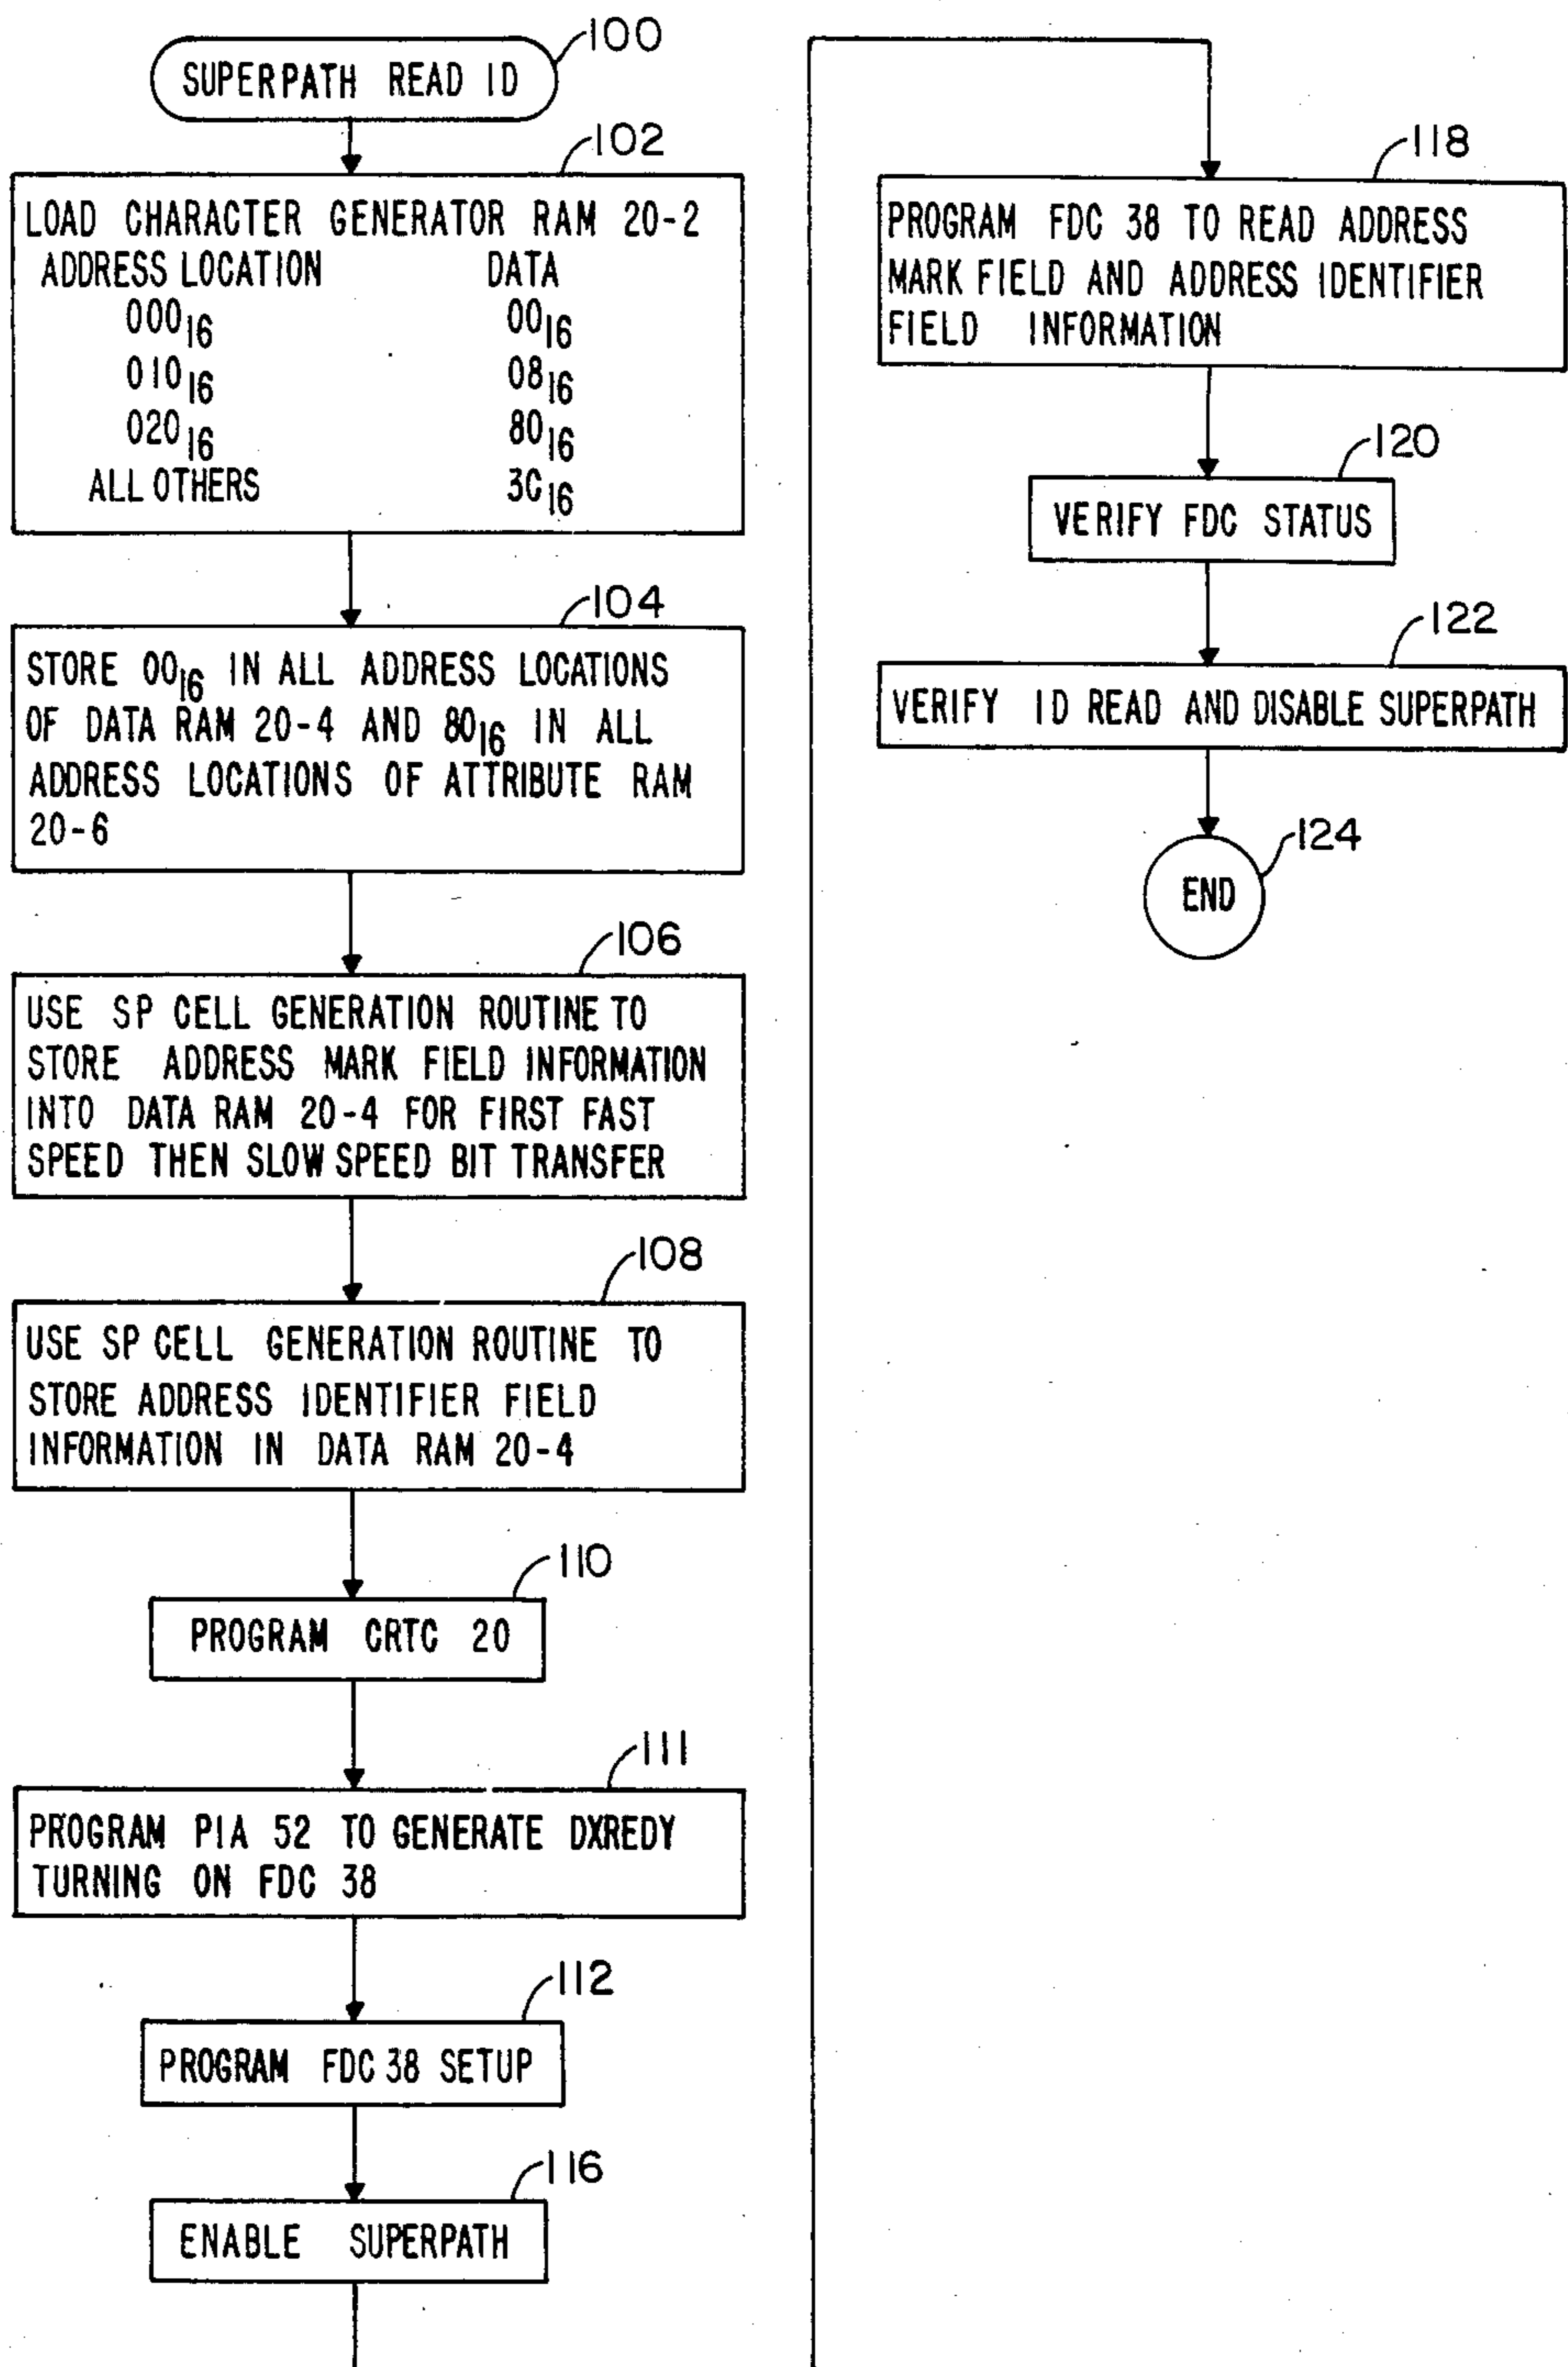 SUPERPATH READ ID
100
102
LOAD CHARACTER GENERATOR RAM 20-2
ADDRESS LOCATION DATA
000₁₆ 00₁₆
010₁₆ 08₁₆
020₁₆ 80₁₆
ALL OTHERS 3C₁₆
104
STORE 00₁₆ IN ALL ADDRESS LOCATIONS
OF DATA RAM 20-4 AND 80₁₆ IN ALL
ADDRESS LOCATIONS OF ATTRIBUTE RAM
20-6
106
USE SP CELL GENERATION ROUTINE TO
STORE ADDRESS MARK FIELD INFORMATION
INTO DATA RAM 20-4 FOR FIRST FAST
SPEED THEN SLOW SPEED BIT TRANSFER
108
USE SP CELL GENERATION ROUTINE TO
STORE ADDRESS IDENTIFIER FIELD
INFORMATION IN DATA RAM 20-4
110
PROGRAM CRTC 20
111
PROGRAM PIA 52 TO GENERATE DXREDY
TURNING ON FDC 38
112
PROGRAM FDC 38 SETUP
116
ENABLE SUPERPATH
118
PROGRAM FDC 38 TO READ ADDRESS
MARK FIELD AND ADDRESS IDENTIFIER
FIELD INFORMATION
120
VERIFY FDC STATUS
122
VERIFY ID READ AND DISABLE SUPERPATH
124
END